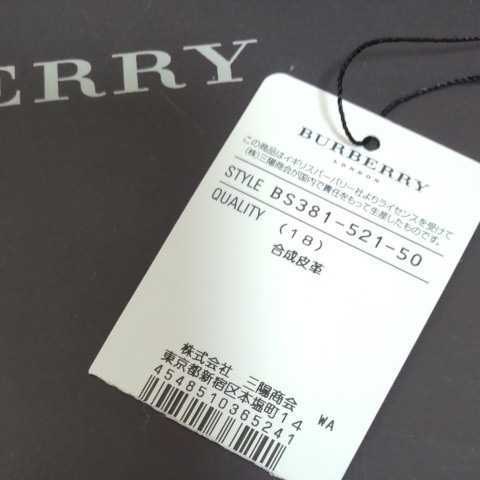 ERRY
BURBERRY
LONDON
この商品はイギリスバーバリー社よりライセンスを受けて
(株)三陽商会が国内で責任をもって生産したものです。
STYLE BS381-521-50
QUALITY
(18)
合成皮革
株式会社 三陽商会
東京都新宿区本塩町14 WA
4548510365241